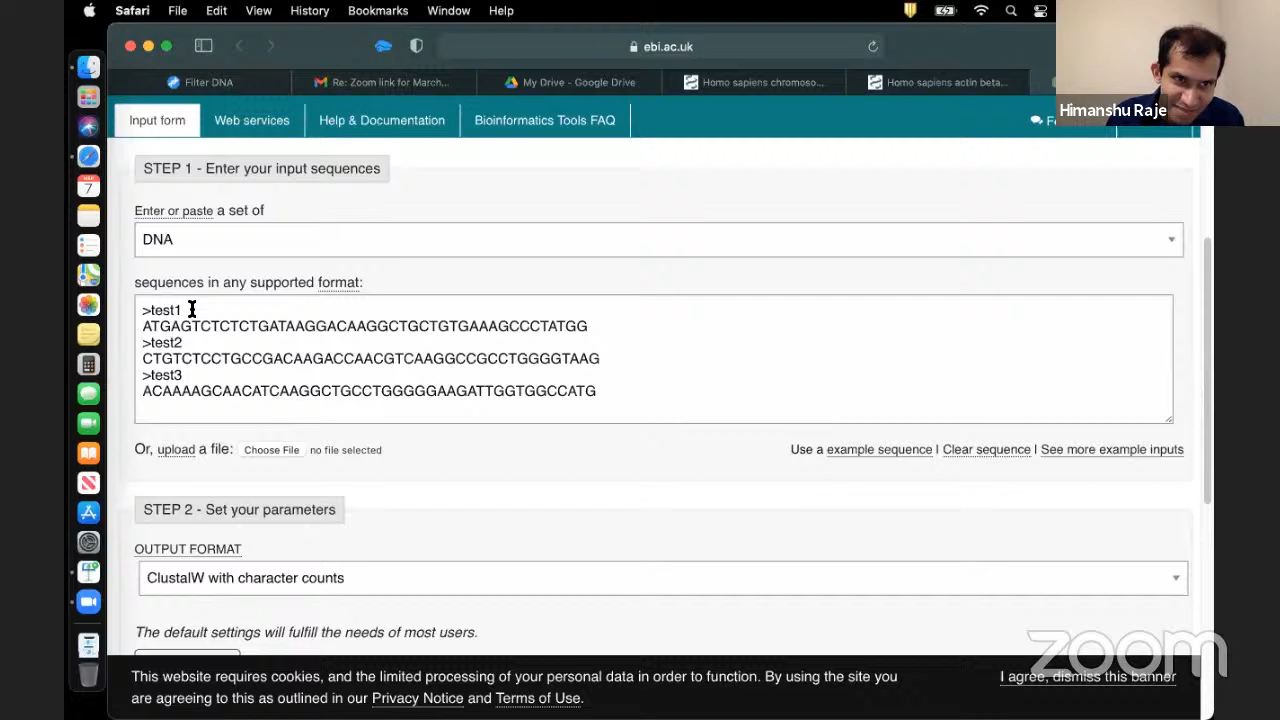 Safari File Edit View History Bookmarks Window Help
ebi.ac.uk
Filter DNA
Re: Zoom link for March...
My Drive - Google Drive
Homo sapiens chromoso...
Homo sapiens actin beta...
Himanshu Raje
Input form
Web services
Help & Documentation
Bioinformatics Tools FAQ
STEP 1 - Enter your input sequences
Enter or paste a set of
DNA
sequences in any supported format:
>test1
ATGAGTCTCTCTGATAAGGACAAGGCTGCTGTGAAAGCCCTATGG
>test2
CTGTCTCCTGCCGACAAGACCAACGTCAAGGCCGCCTGGGGTAAG
>test3
ACAAAAGCAACATCAAGGCTGCCTGGGGGAAGATTGGTGGCCATG
Or, upload a file: Choose File no file selected
Use a example sequence | Clear sequence | See more example inputs
STEP 2 - Set your parameters
OUTPUT FORMAT
ClustalW with character counts
The default settings will fulfill the needs of most users.
zoom
This website requires cookies, and the limited processing of your personal data in order to function. By using the site you
are agreeing to this as outlined in our Privacy Notice and Terms of Use.
I agree, dismiss this banner
MAR
7